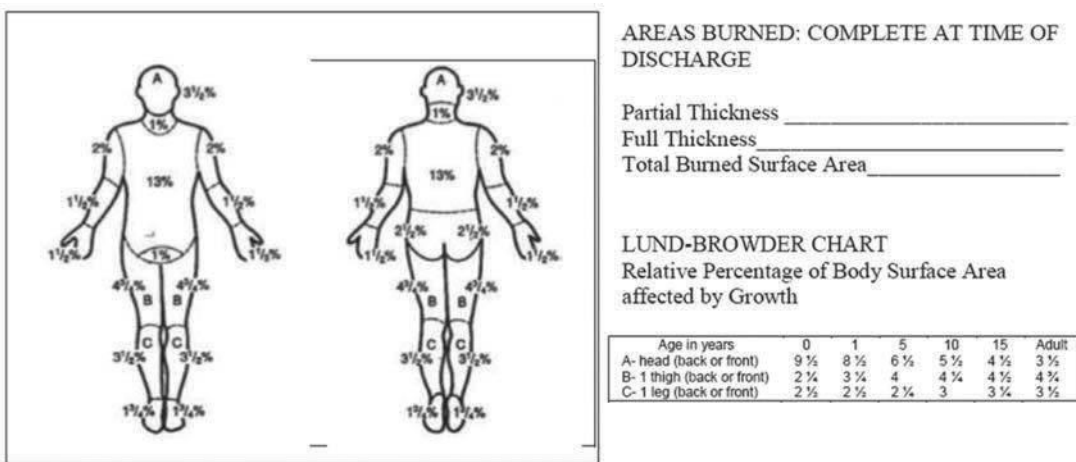 A
3½%
1%
2% 2%
13%
1½% 1½%
1½% 1½%
1%
4¾% 4¾%
B B
C C
3½% 3½%
1¾% 1¾%
A
3½%
1%
2% 2%
13%
1½% 1½%
2½% 2½%
1½% 1½%
4¾% 4¾%
B B
C C
3½% 3½%
1¾% 1¾%
AREAS BURNED: COMPLETE AT TIME OF
DISCHARGE
Partial Thickness
Full Thickness
Total Burned Surface Area
LUND-BROWDER CHART
Relative Percentage of Body Surface Area
affected by Growth
Age in years 0 1 5 10 15 Adult
A- head (back or front) 9 ½ 8 ½ 6 ½ 5 ½ 4 ½ 3 ½
B- 1 thigh (back or front) 2 ¾ 3 ¼ 4 4 ¼ 4 ½ 4 ¾
C- 1 leg (back or front) 2 ½ 2 ½ 2 ¾ 3 3 ¼ 3 ½